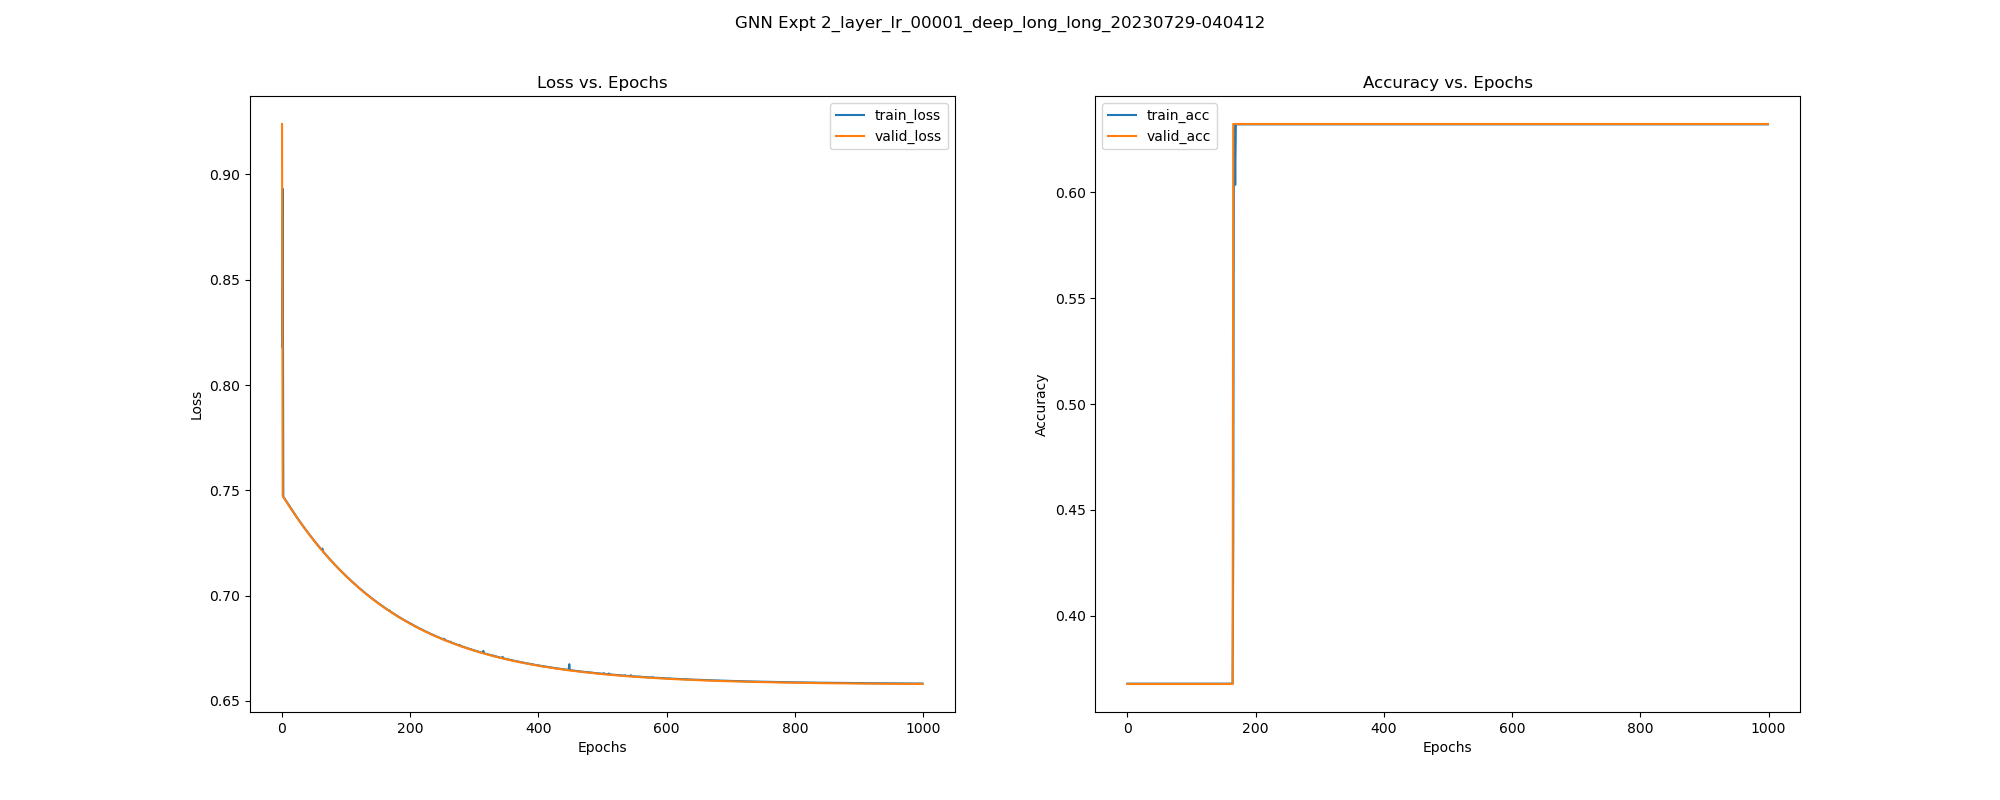 GNN Expt 2_layer_lr_00001_deep_long_long_20230729-040412
Loss vs. Epochs
train_loss
valid_loss
0.90
0.85
0.80
0.75
0.70
0.65
Loss
0 200 400 600 800 1000
Epochs
Accuracy vs. Epochs
train_acc
valid_acc
0.60
0.55
0.50
0.45
0.40
Accuracy
0 200 400 600 800 1000
Epochs